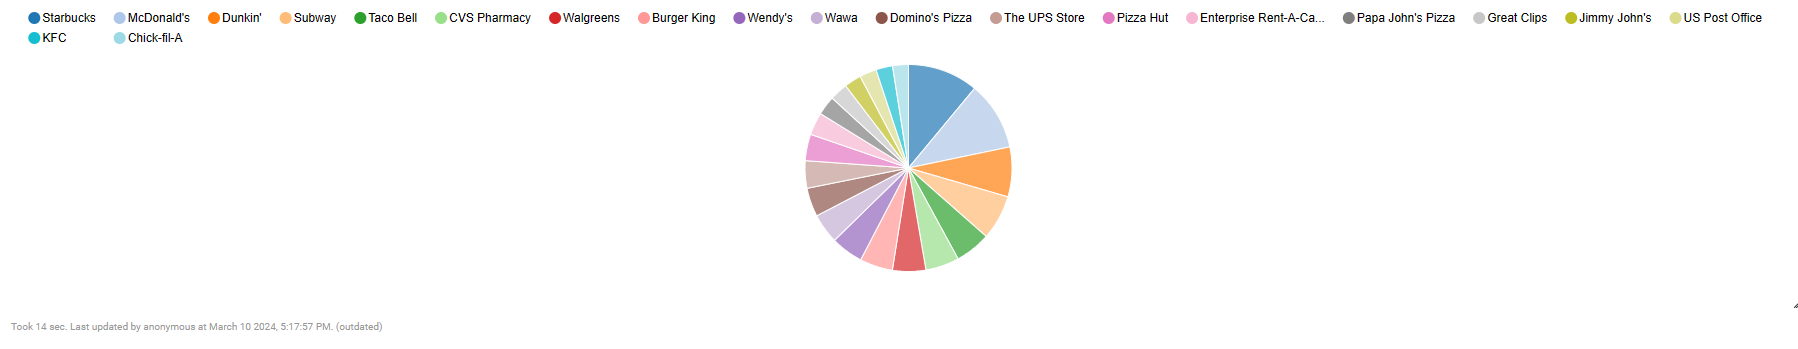 Starbucks McDonald's Dunkin' Subway Taco Bell CVS Pharmacy Walgreens Burger King Wendy's Wawa Domino's Pizza The UPS Store Pizza Hut Enterprise Rent-A-Ca... Papa John's Pizza Great Clips Jimmy John's US Post Office
KFC Chick-fil-A
Took 14 sec. Last updated by anonymous at March 10 2024, 5:17:57 PM. (outdated)